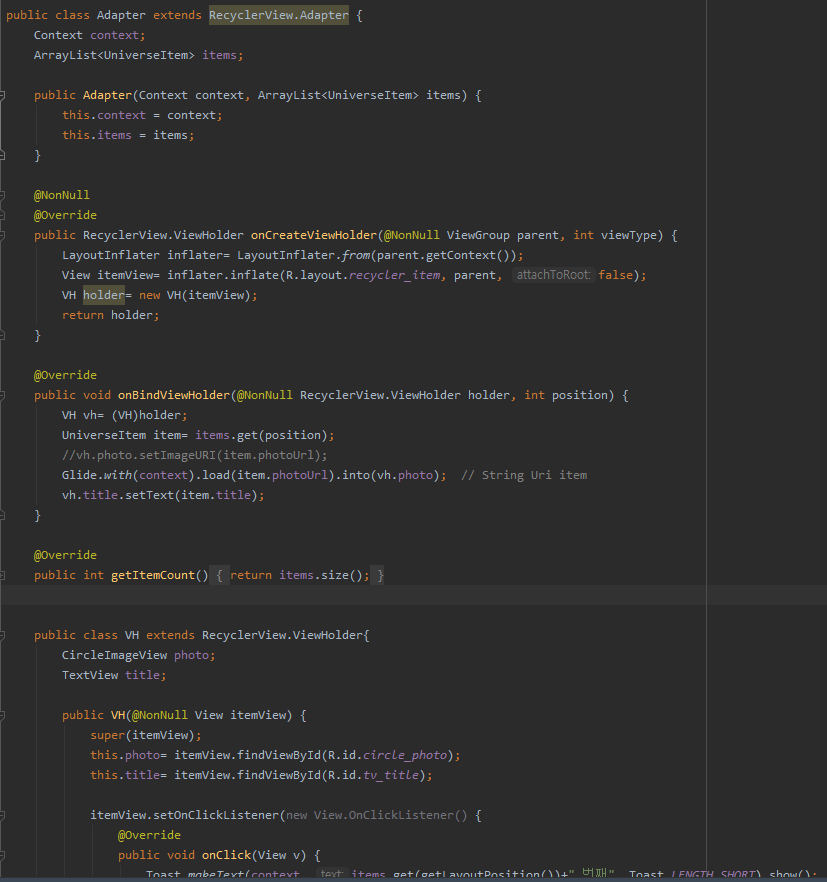 public class Adapter extends RecyclerView.Adapter {
    Context context;
    ArrayList<UniverseItem> items;

    public Adapter(Context context, ArrayList<UniverseItem> items) {
        this.context = context;
        this.items = items;
    }

    @NonNull
    @Override
    public RecyclerView.ViewHolder onCreateViewHolder(@NonNull ViewGroup parent, int viewType) {
        LayoutInflater inflater= LayoutInflater.from(parent.getContext());
        View itemView= inflater.inflate(R.layout.recycler_item, parent, attachToRoot: false);
        VH holder= new VH(itemView);
        return holder;
    }

    @Override
    public void onBindViewHolder(@NonNull RecyclerView.ViewHolder holder, int position) {
        VH vh= (VH)holder;
        UniverseItem item= items.get(position);
        //vh.photo.setImageURI(item.photoUrl);
        Glide.with(context).load(item.photoUrl).into(vh.photo);  // String Uri item
        vh.title.setText(item.title);
    }

    @Override
    public int getItemCount() { return items.size(); }

    public class VH extends RecyclerView.ViewHolder{
        CircleImageView photo;
        TextView title;

        public VH(@NonNull View itemView) {
            super(itemView);
            this.photo= itemView.findViewById(R.id.circle_photo);
            this.title= itemView.findViewById(R.id.tv_title);

            itemView.setOnClickListener(new View.OnClickListener() {
                @Override
                public void onClick(View v) {
                    Toast.makeText(context, text: items.get(getLayoutPosition())+" 번째", Toast.LENGTH_SHORT).show();